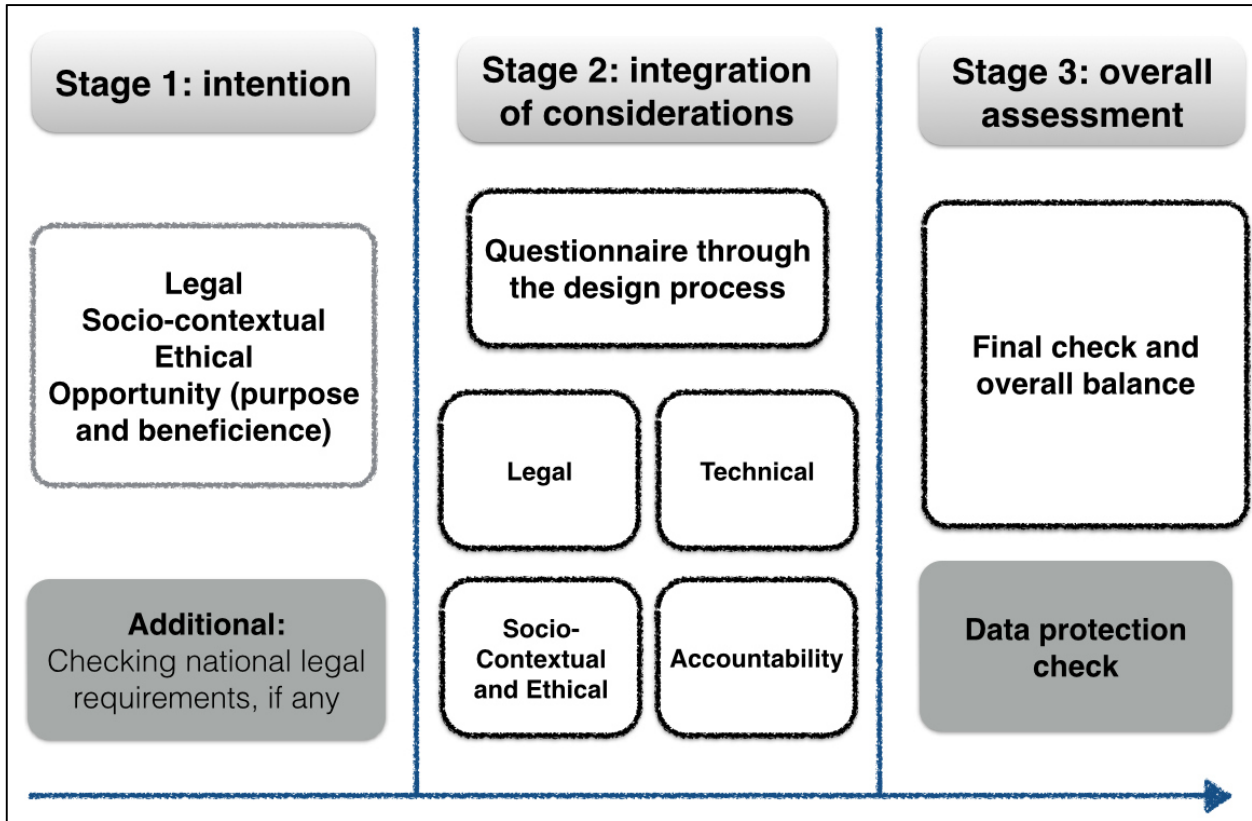 Stage 1: intention
Legal
Socio-contextual
Ethical
Opportunity (purpose
and beneficience)
Additional:
Checking national legal
requirements, if any
Stage 2: integration
of considerations
Questionnaire through
the design process
Legal
Technical
Socio-
Contextual
and Ethical
Accountability
Stage 3: overall
assessment
Final check and
overall balance
Data protection
check